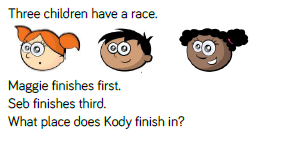 Three children have a race.
Maggie finishes first.
Seb finishes third.
What place does Kody finish in?